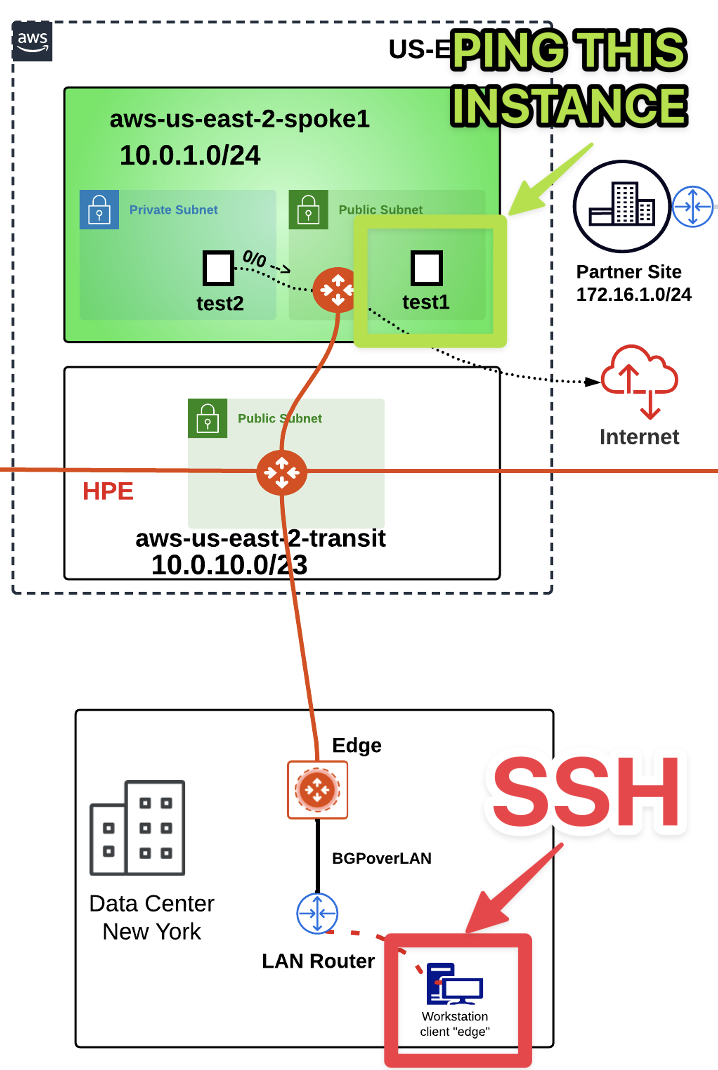 aws
US-E
PING THIS
INSTANCE
aws-us-east-2-spoke1
10.0.1.0/24
Private Subnet
Public Subnet
0/0 -->
test2
test1
Partner Site
172.16.1.0/24
Internet
Public Subnet
HPE
aws-us-east-2-transit
10.0.10.0/23
Edge
SSH
BGPoverLAN
Data Center
New York
LAN Router
Workstation
client "edge"